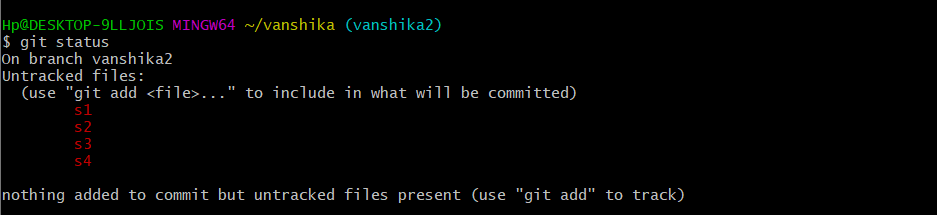 Hp@DESKTOP-9LLJOIS MINGW64 ~/vanshika (vanshika2)
$ git status
On branch vanshika2
Untracked files:
  (use "git add <file>..." to include in what will be committed)
        s1
        s2
        s3
        s4

nothing added to commit but untracked files present (use "git add" to track)